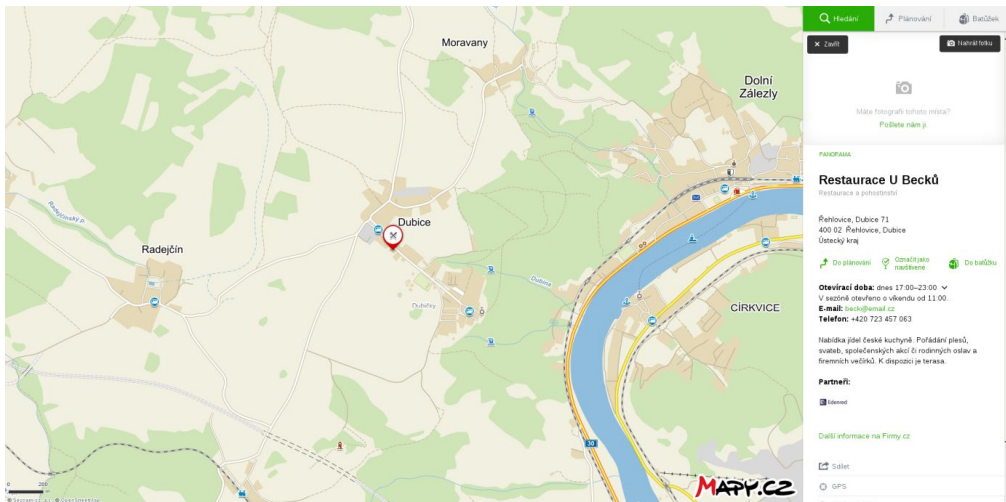 Moravany
Dolní
Zálezly
Dubice
Radejčín
Radejčínský P.
Dubičky
Dubice
CÍRKVICE
30
0 200
MAPY.CZ
Hledání
Plánování
Batůžek
× Zavřít
Nahrát fotku
Máte fotografii tohoto místa?
Pošlete nám ji.
PANORAMA
Restaurace U Becků
Restaurace a pohostinství
Řehlovice, Dubice 71
400 02 Řehlovice, Dubice
Ústecký kraj
Do plánování
Označit jako
navštívené
Do batůžku
Otevírací doba: dnes 17:00–23:00
V sezóně otevřeno o víkendu od 11:00.
E-mail: beck@email.cz
Telefon: +420 723 457 063
Nabídka jídel české kuchyně. Pořádání plesů,
svateb, společenských akcí či rodinných oslav a
firemních večírků. K dispozici je terasa.
Partneři:
Edenred
Další informace na Firmy.cz
Sdílet
GPS